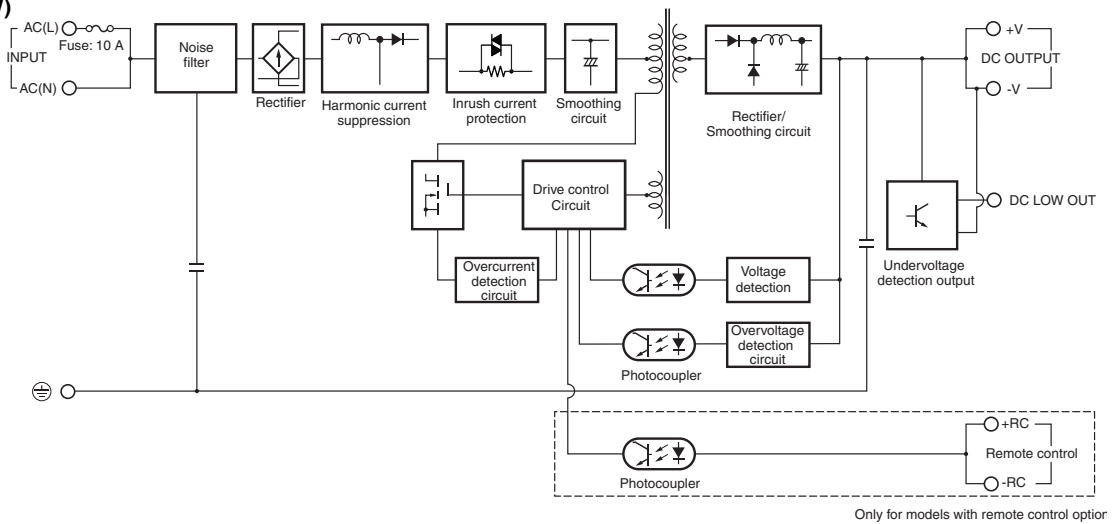 )
AC(L)
Fuse: 10 A
INPUT
AC(N)
Noise
filter
Rectifier
Harmonic current
suppression
Inrush current
protection
Smoothing
circuit
Rectifier/
Smoothing circuit
+V
DC OUTPUT
-V
Drive control
Circuit
DC LOW OUT
Undervoltage
detection output
Overcurrent
detection
circuit
Voltage
detection
Overvoltage
detection
circuit
Photocoupler
+RC
Remote control
-RC
Photocoupler
Only for models with remote control option